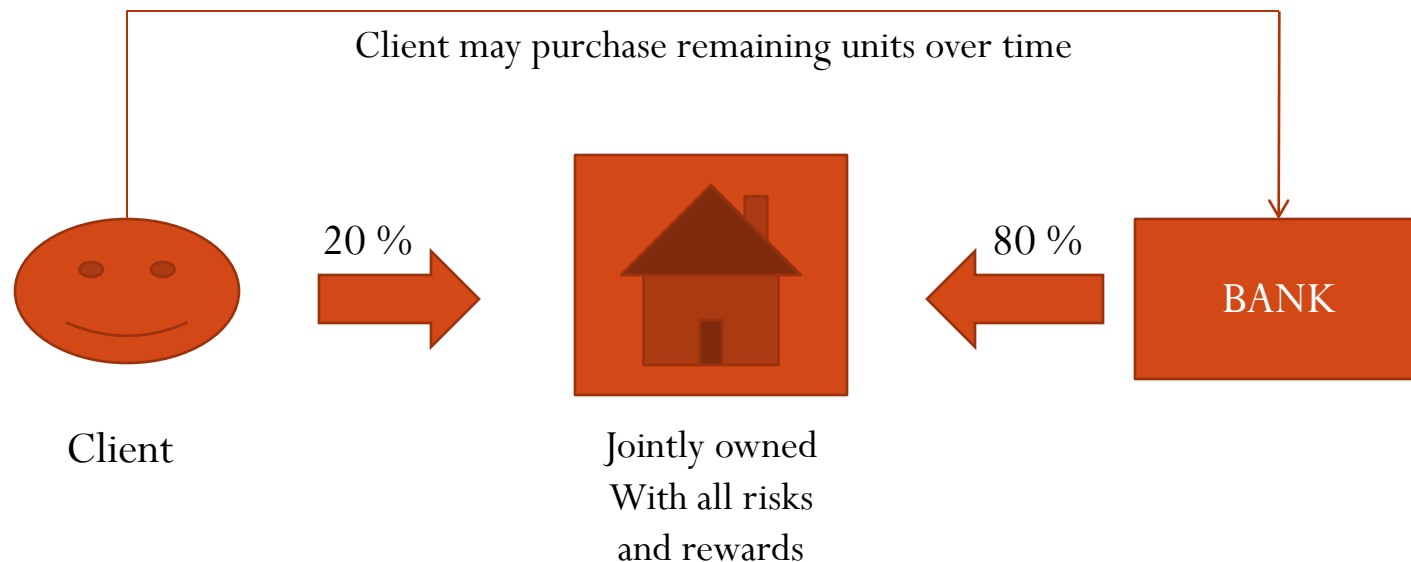 Client may purchase remaining units over time
20 %
80 %
BANK
Client
Jointly owned
With all risks
and rewards